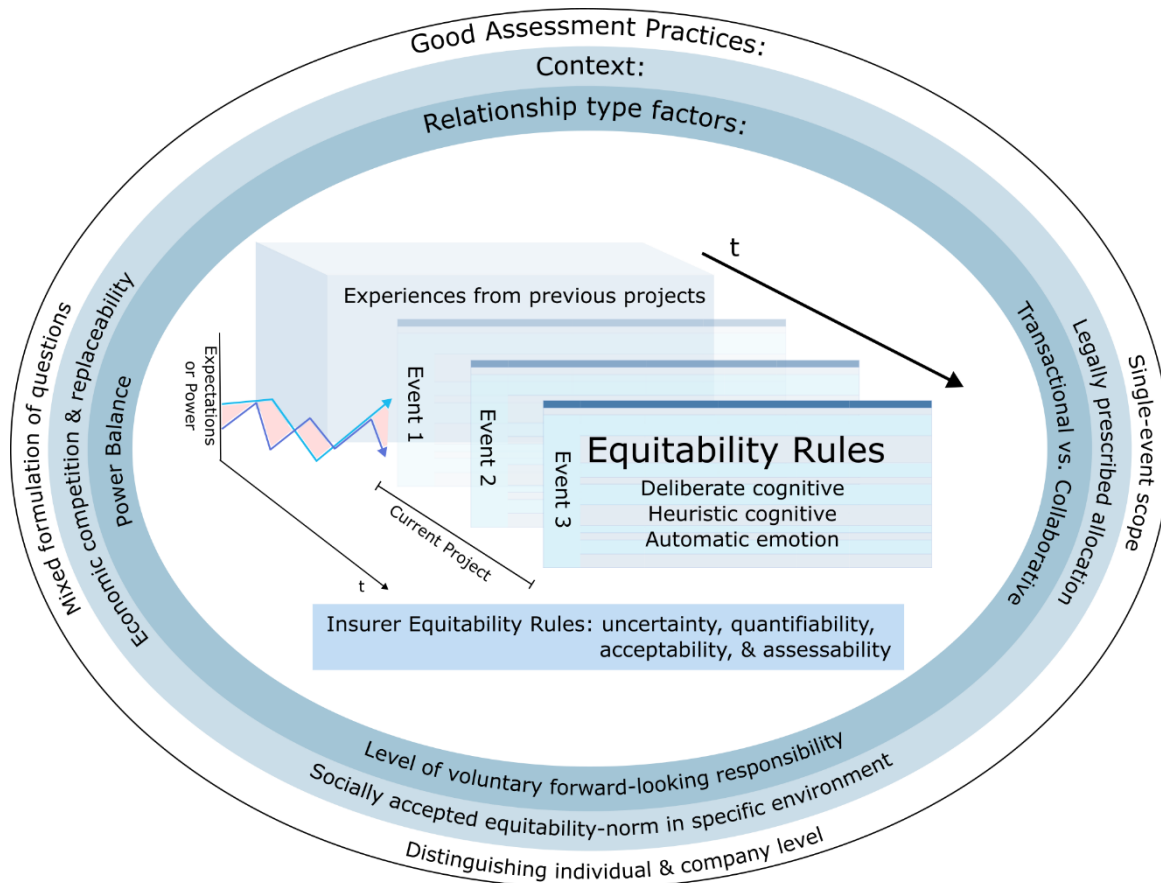 Good Assessment Practices:
Context:
Relationship type factors:
t
Experiences from previous projects
Expectations
or Power
Event 1
Event 2
Event 3
Equitability Rules
Deliberate cognitive
Heuristic cognitive
Automatic emotion
Current Project
t
Insurer Equitability Rules: uncertainty, quantifiability,
acceptability, & assessability
Mixed formulation of questions
Economic competition & replaceability
Power Balance
Transactional vs. Collaborative
Legally prescribed allocation
Single-event scope
Level of voluntary forward-looking responsibility
Socially accepted equitability-norm in specific environment
Distinguishing individual & company level